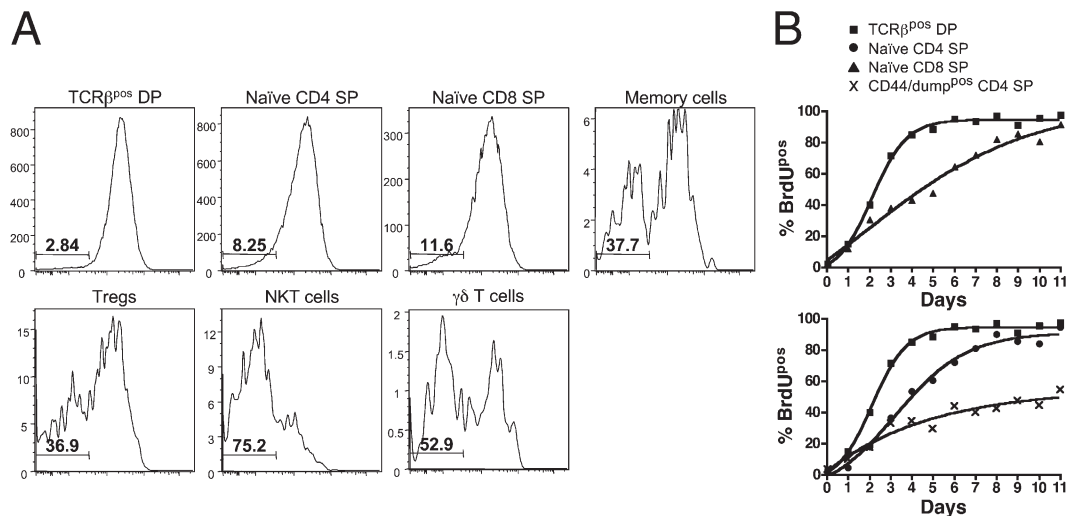 A
B
TCRβpos DP
Naïve CD4 SP
Naïve CD8 SP
CD44/dumppos CD4 SP
TCRβpos DP
Naïve CD4 SP
Naïve CD8 SP
Memory cells
800
600
400
200
0
2.84
800
600
400
200
0
8.25
300
200
100
0
11.6
6
4
2
0
37.7
Tregs
NKT cells
γδ T cells
15
10
5
0
36.9
12
9
6
3
0
75.2
2
1.5
1
0.5
0
52.9
% BrdUpos
100
80
60
40
20
0
0 1 2 3 4 5 6 7 8 9 10 11
Days
% BrdUpos
100
80
60
40
20
0
0 1 2 3 4 5 6 7 8 9 10 11
Days